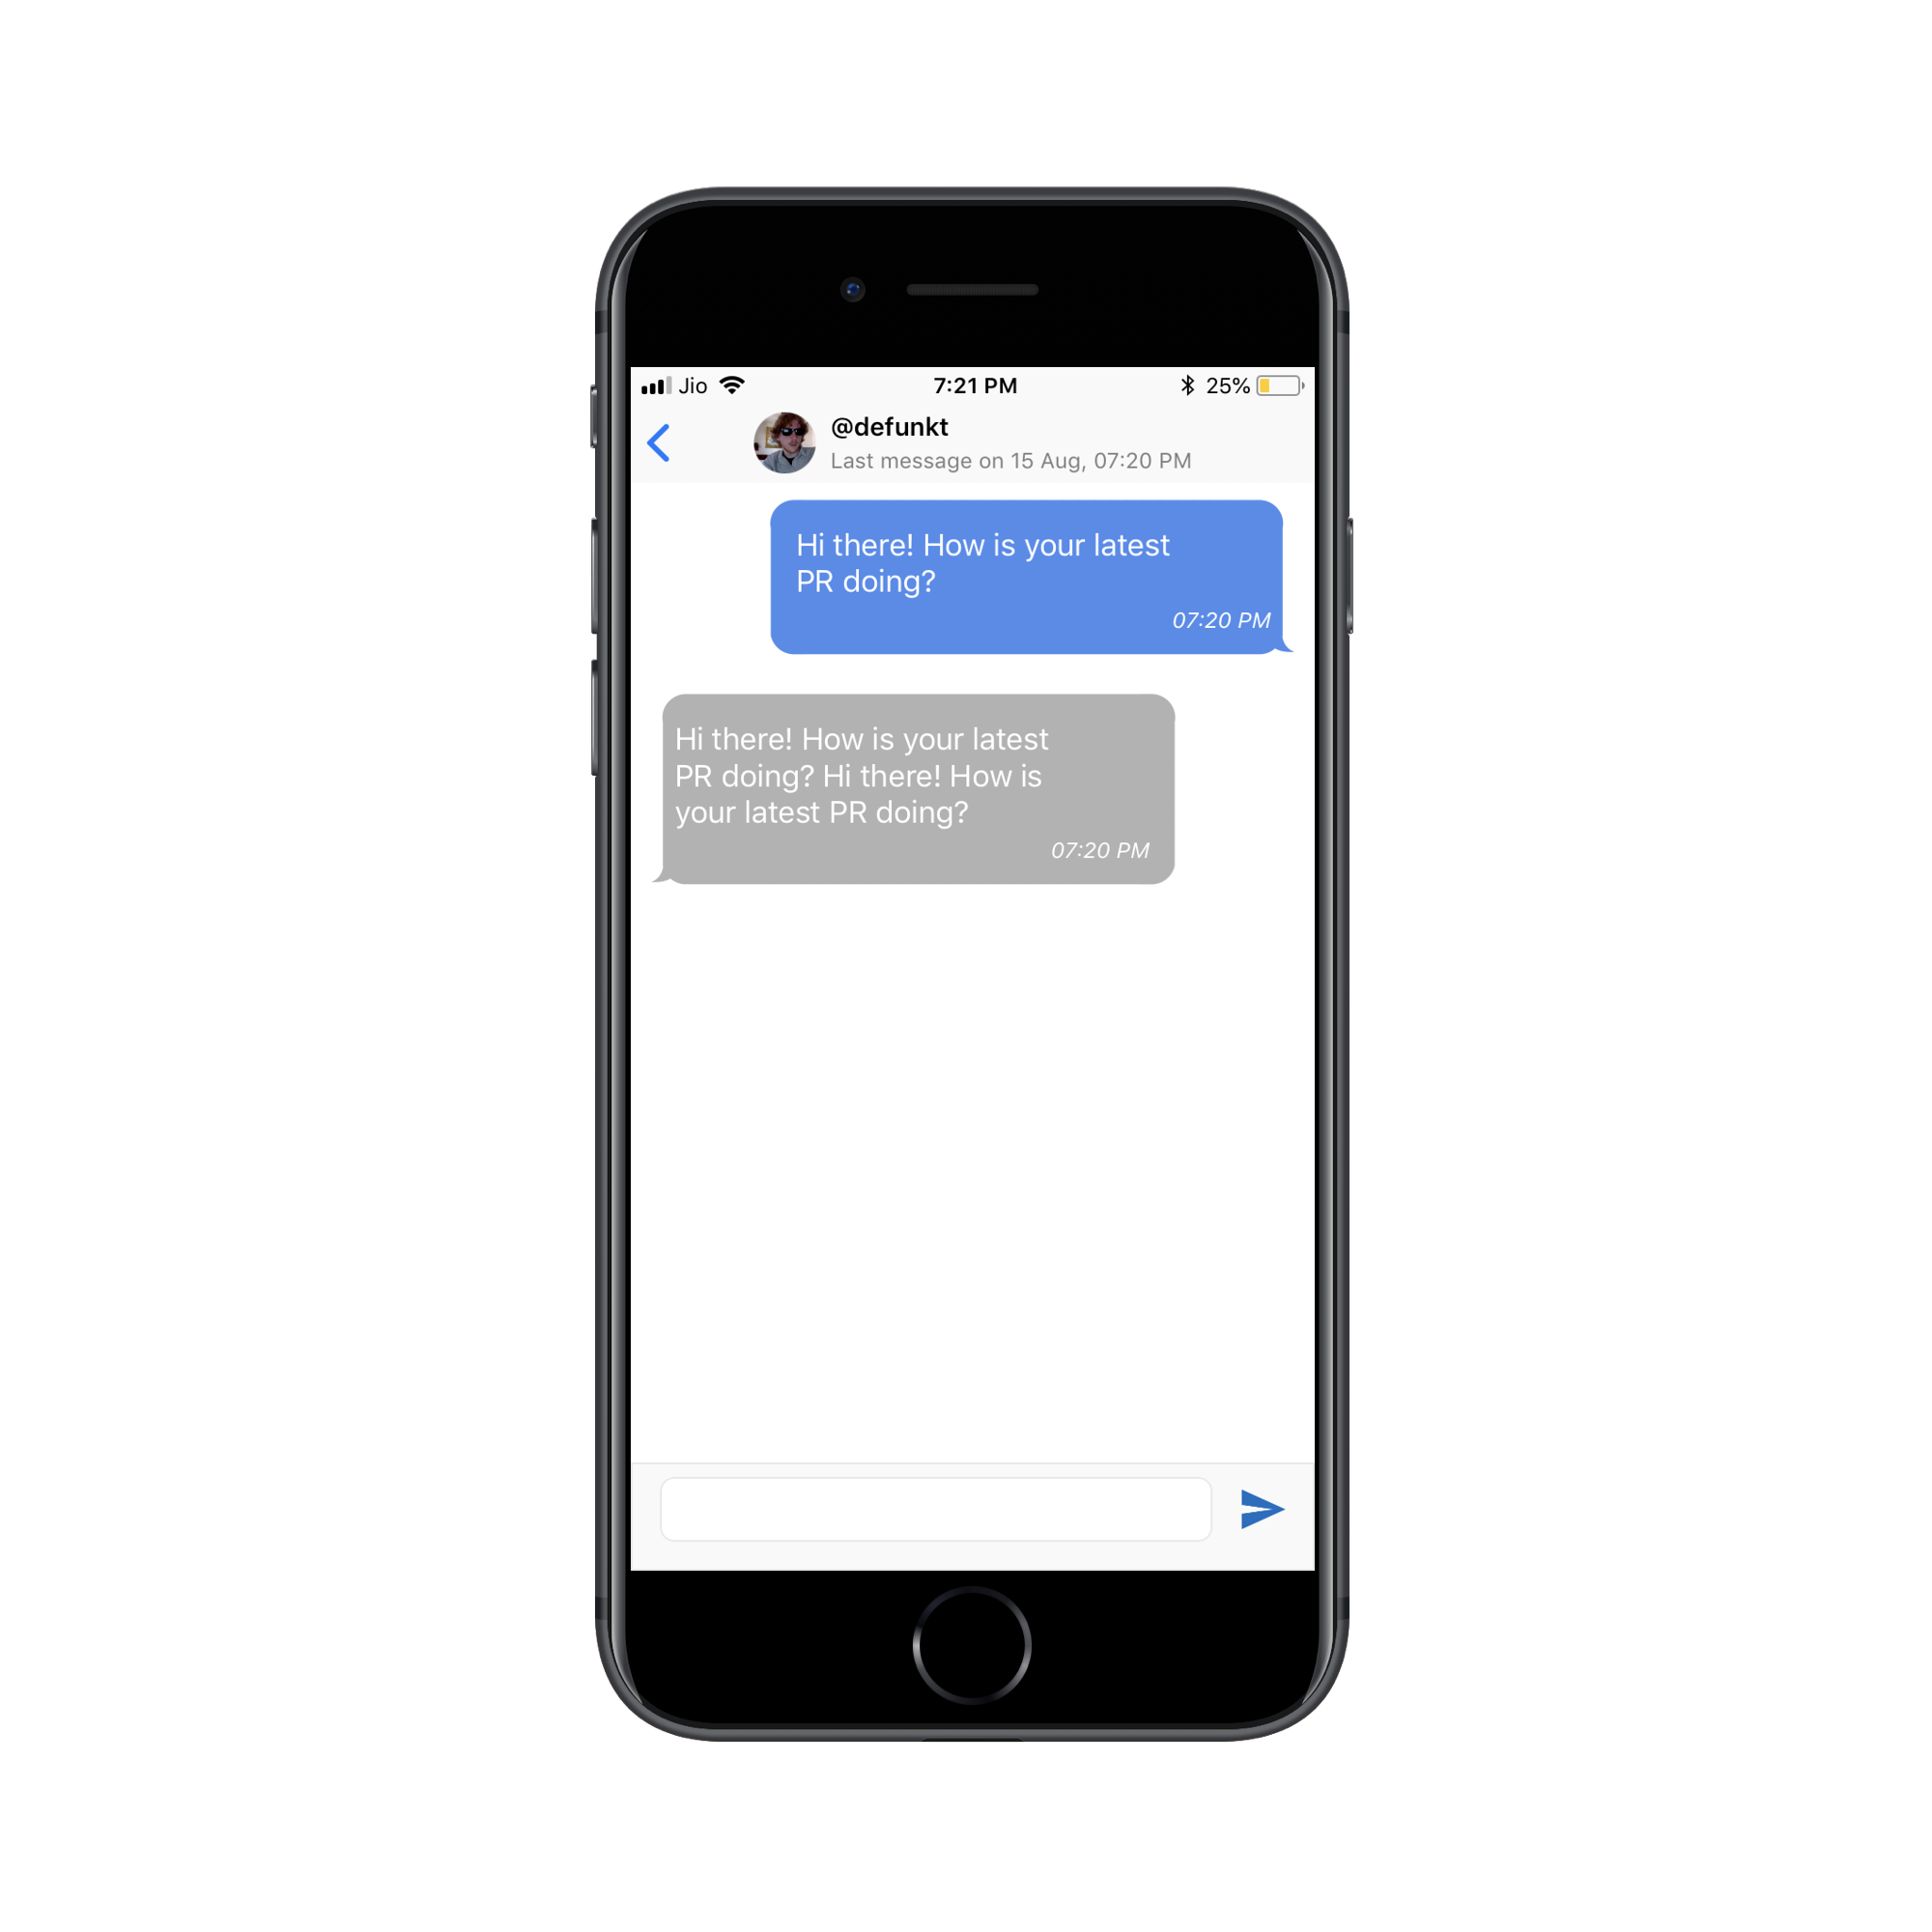 Jio 7:21 PM 25%
@defunkt
Last message on 15 Aug, 07:20 PM
Hi there! How is your latest
PR doing?
07:20 PM
Hi there! How is your latest
PR doing? Hi there! How is
your latest PR doing?
07:20 PM